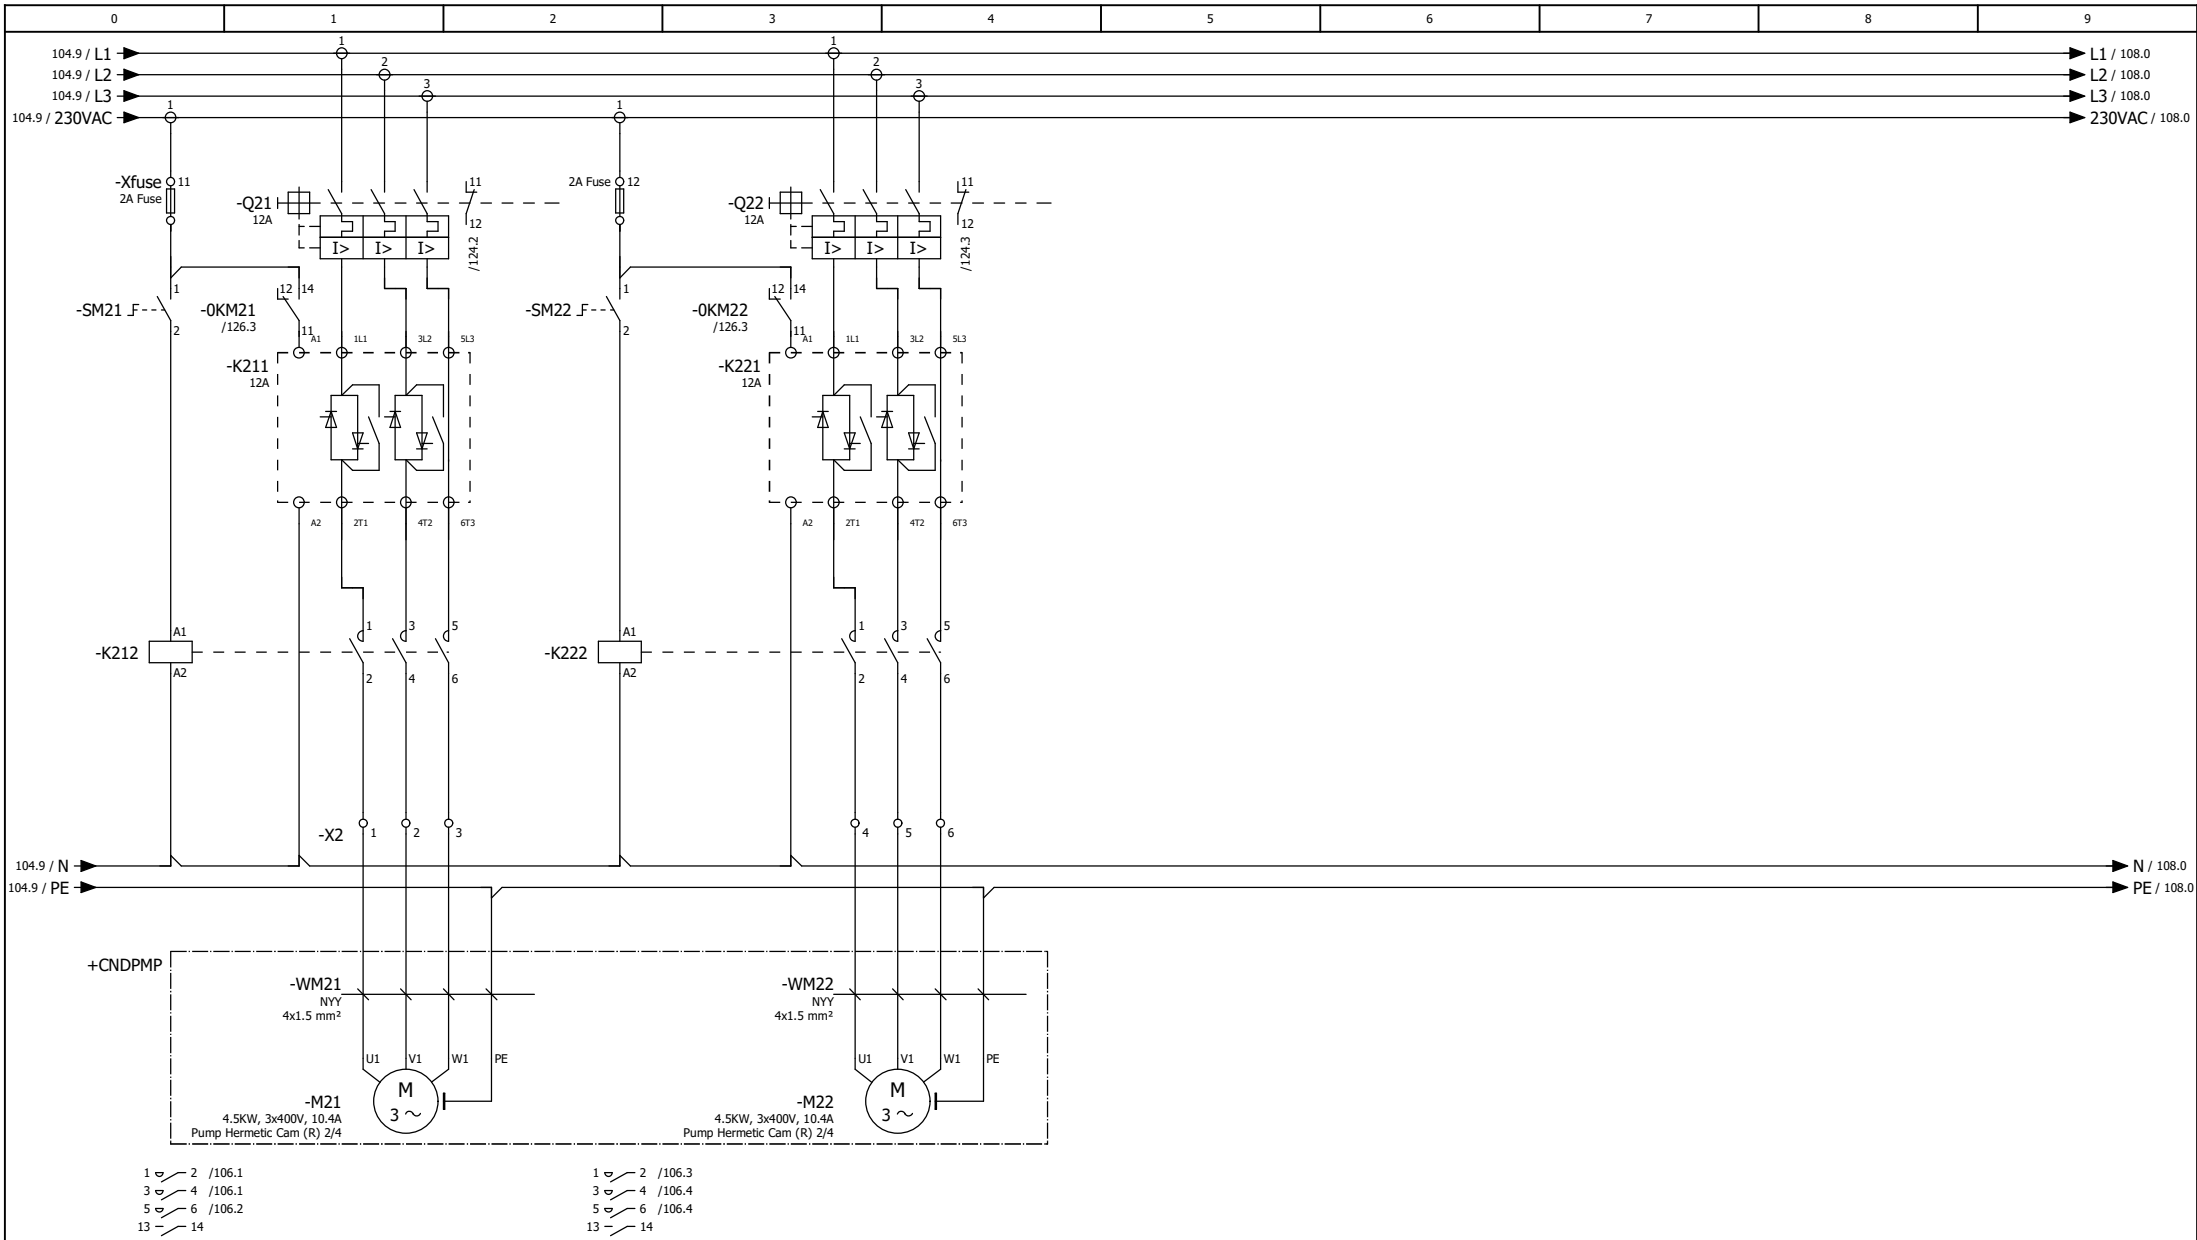 0 1 2 3 4 5 6 7 8 9
104.9 / L1 1 1 L1 / 108.0
104.9 / L2 2 2 L2 / 108.0
104.9 / L3 3 3 L3 / 108.0
104.9 / 230VAC 1 1 230VAC / 108.0
-Xfuse 11 11 2A Fuse 12 11
2A Fuse
-Q21 -Q22
12A 12 12A 12
I> I> I> /124.2 I> I> I> /124.3
1 12 14 1 12 14
-SM21 -0KM21 -SM22 -0KM22
/126.3 /126.3
2 11 2 11
A1 1L1 3L2 5L3 A1 1L1 3L2 5L3
-K211 -K221
12A 12A
A2 2T1 4T2 6T3 A2 2T1 4T2 6T3
A1 1 3 5 A1 1 3 5
-K212 -K222
A2 2 4 6 A2 2 4 6
-X2 1 2 3 4 5 6
104.9 / N N / 108.0
104.9 / PE PE / 108.0
+CNDPMP
-WM21 -WM22
NYY NYY
4x1.5 mm² 4x1.5 mm²
U1 V1 W1 PE U1 V1 W1 PE
M M
-M21 -M22
3 ~ 3 ~
4.5KW, 3x400V, 10.4A 4.5KW, 3x400V, 10.4A
Pump Hermetic Cam (R) 2/4 Pump Hermetic Cam (R) 2/4
1 2 /106.1 1 2 /106.3
3 4 /106.1 3 4 /106.4
5 6 /106.2 5 6 /106.4
13 14 13 14